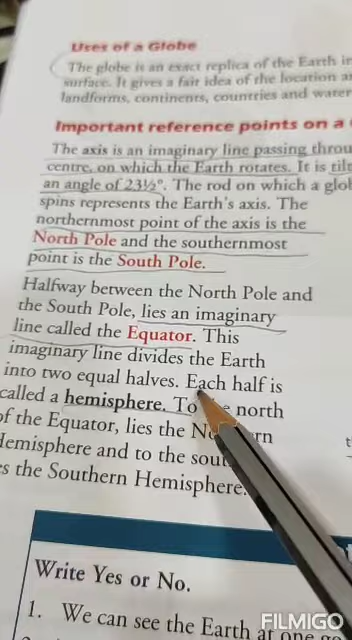 Uses of a Globe
The globe is an exact replica of the Earth in
surface. It gives a fair idea of the location a
landforms, continents, countries and water
Important reference points on a
The axis is an imaginary line passing throu
centre, on which the Earth rotates. It is tilt
an angle of 23½°. The rod on which a glob
spins represents the Earth's axis. The
northernmost point of the axis is the
North Pole and the southernmost
point is the South Pole.
Halfway between the North Pole and
the South Pole, lies an imaginary
line called the Equator. This
imaginary line divides the Earth
into two equal halves. Each half is
called a hemisphere. To north
of the Equator, lies the
Hemisphere and to the
s the Southern Hemisphere.
Write Yes or No.
1. We can see the Earth at one
FILMIGO